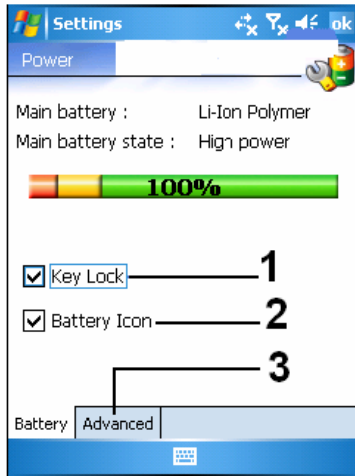 Settings ok
Power
Main battery : Li-Ion Polymer
Main battery state : High power
100%
Key Lock 1
Battery Icon 2
3
Battery Advanced